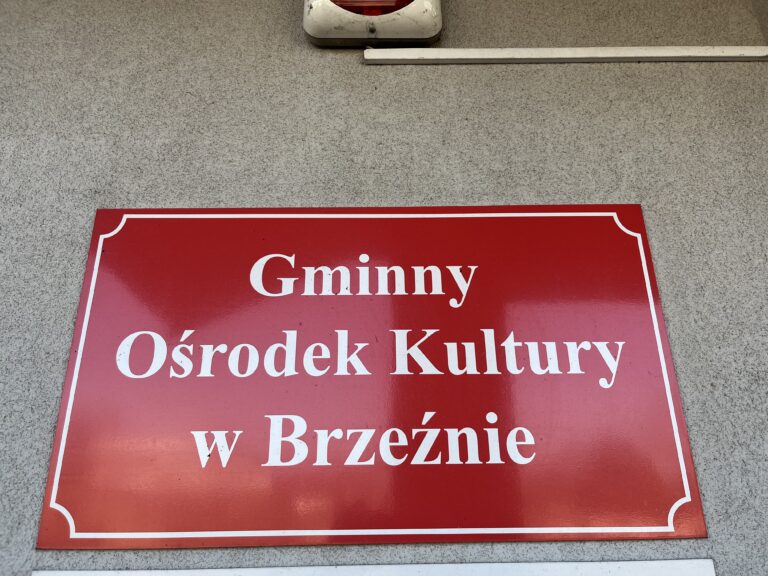 Gminny
Ośrodek Kultury
w Brzeźnie